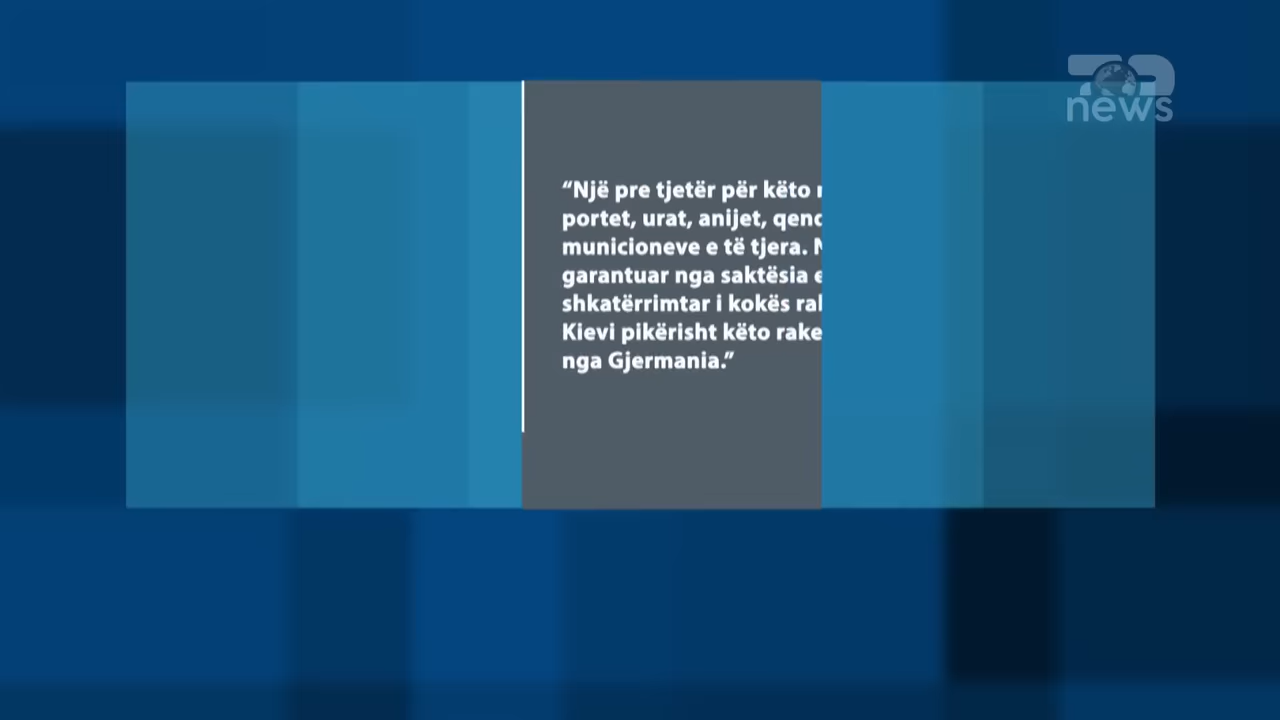 “Një pre tjetër për këto
portet, urat, anijet,
municioneve e të tjera.
garantuar nga saktësia
shkatërrimtar i kokës
Kievi pikërisht këto
nga Gjermania.”
news